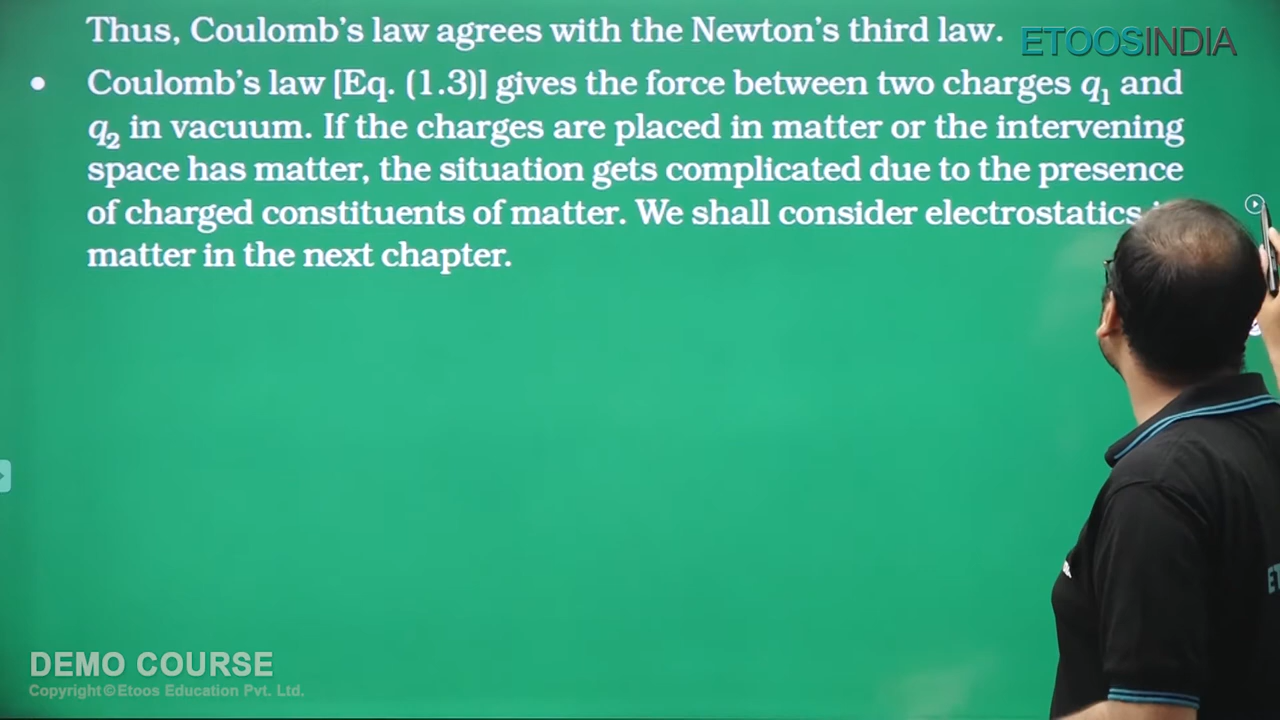 Thus, Coulomb's law agrees with the Newton's third law.
ETOOSINDIA
• Coulomb's law [Eq. (1.3)] gives the force between two charges q₁ and
q₂ in vacuum. If the charges are placed in matter or the intervening
space has matter, the situation gets complicated due to the presence
of charged constituents of matter. We shall consider electrostatics
matter in the next chapter.
DEMO COURSE
Copyright © Etoos Education Pvt. Ltd.